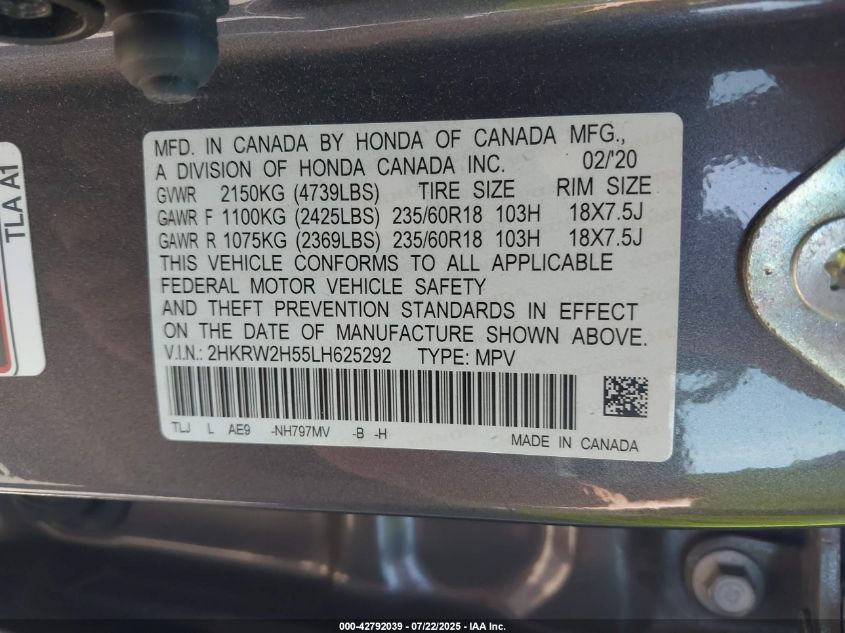 TLA A1
MFD. IN CANADA BY HONDA OF CANADA MFG.,
A DIVISION OF HONDA CANADA INC. 02/'20
GVWR 2150KG (4739LBS) TIRE SIZE RIM SIZE
GAWR F 1100KG (2425LBS) 235/60R18 103H 18X7.5J
GAWR R 1075KG (2369LBS) 235/60R18 103H 18X7.5J
THIS VEHICLE CONFORMS TO ALL APPLICABLE
FEDERAL MOTOR VEHICLE SAFETY
AND THEFT PREVENTION STANDARDS IN EFFECT
ON THE DATE OF MANUFACTURE SHOWN ABOVE.
V.I.N.: 2HKRW2H55LH625292 TYPE: MPV
TLJ L AE9 -NH797MV -B -H
MADE IN CANADA
000-42792039 - 07/22/2025 - IAA Inc.